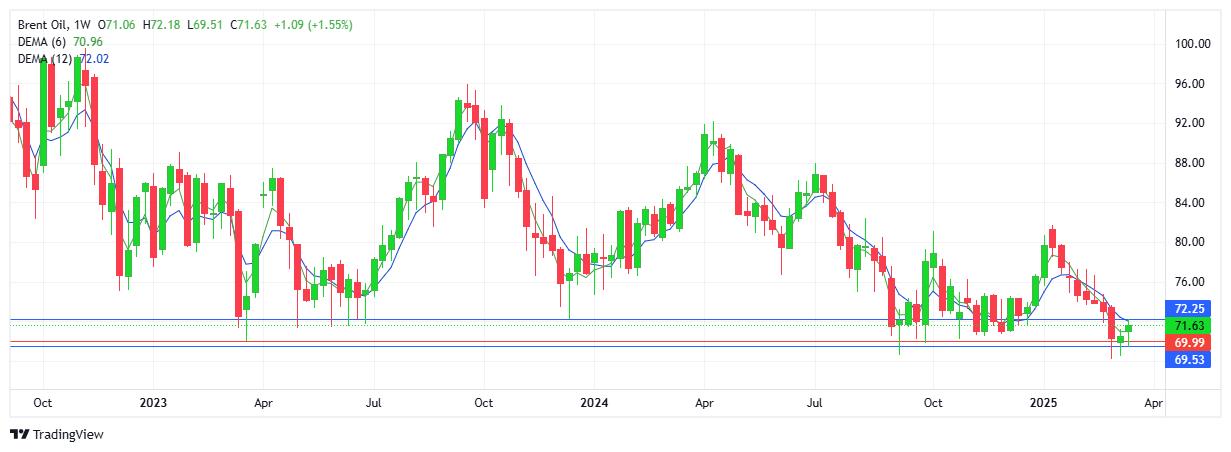 Brent Oil, 1W O71.06 H72.18 L69.51 C71.63 +1.09 (+1.55%)
DEMA (6) 70.96
DEMA (12) 72.02
100.00
96.00
92.00
88.00
84.00
80.00
76.00
72.25
71.63
69.99
69.53
Oct 2023 Apr Jul Oct 2024 Apr Jul Oct 2025 Apr
TradingView